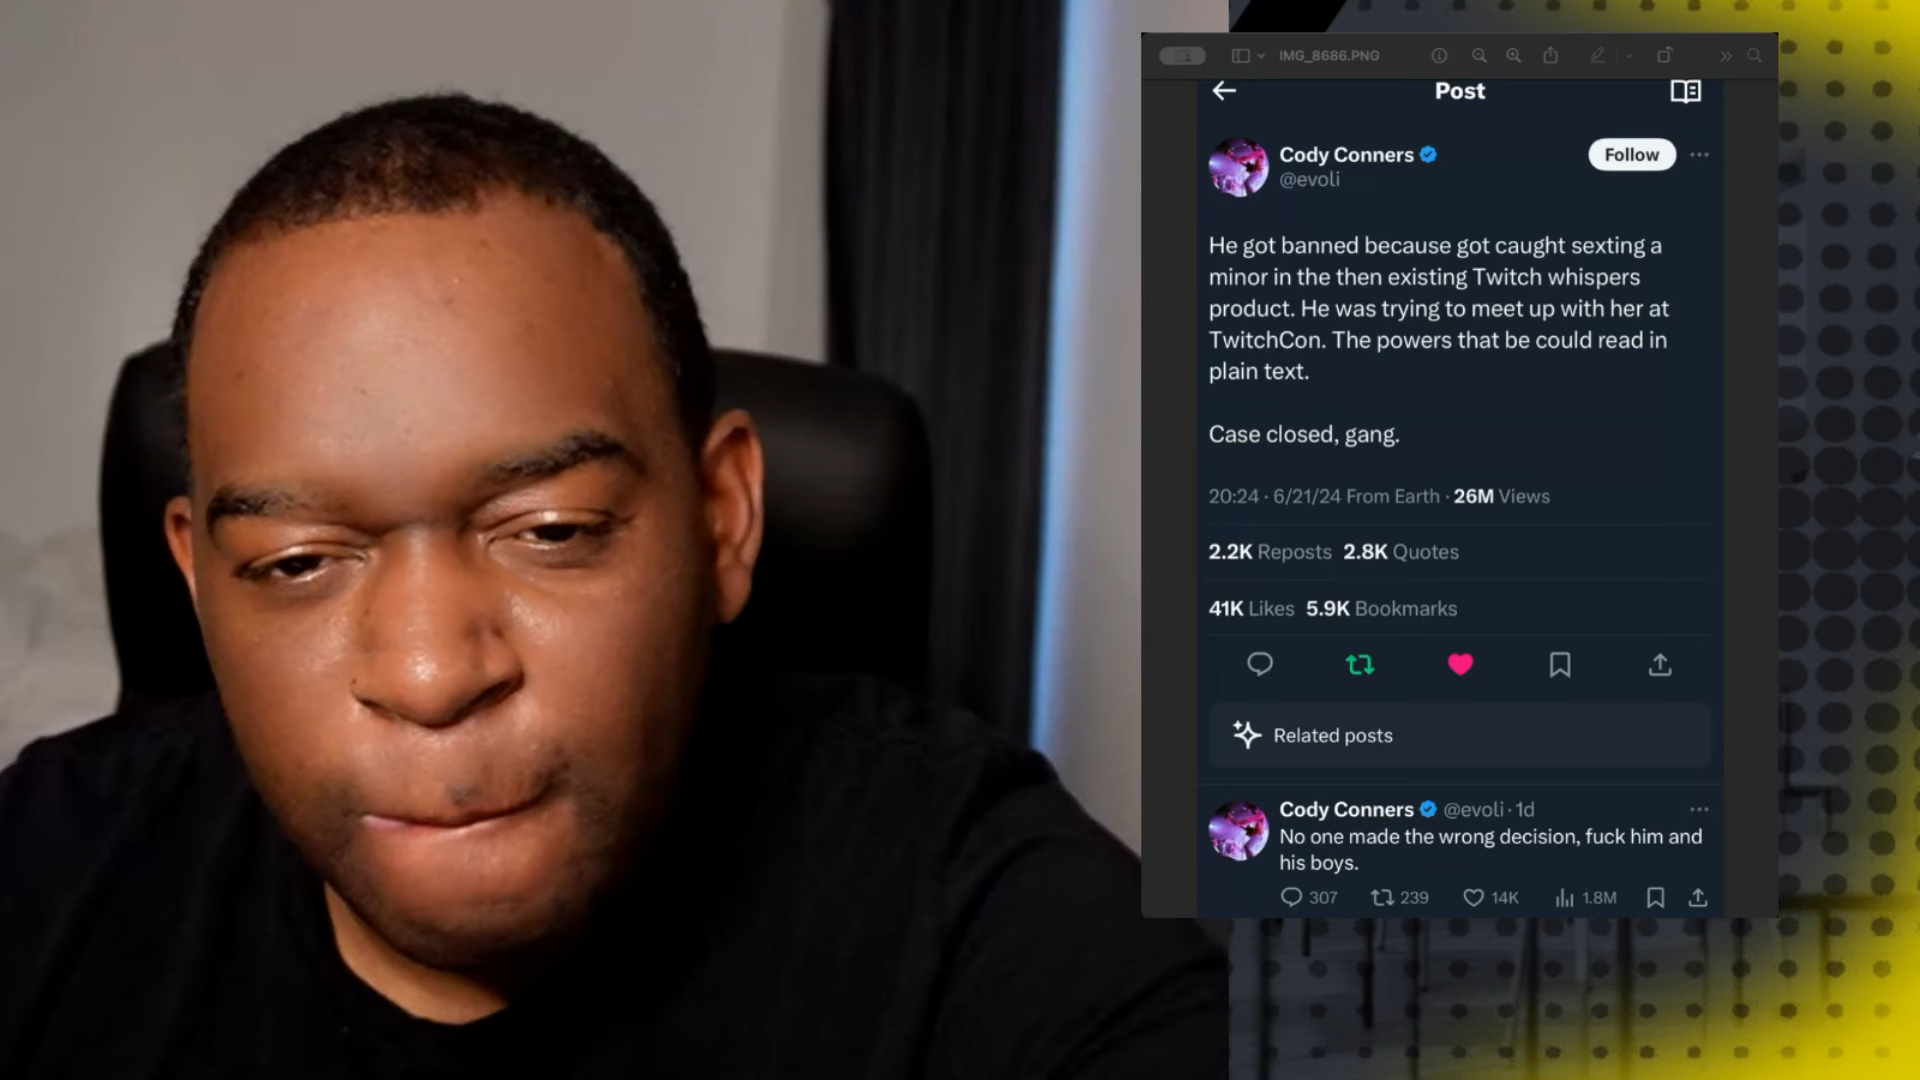 IMG_8686.PNG
Post
Cody Conners
Follow
@evoli
He got banned because got caught sexting a
minor in the then existing Twitch whispers
product. He was trying to meet up with her at
TwitchCon. The powers that be could read in
plain text.
Case closed, gang.
20:24 · 6/21/24 From Earth · 26M Views
2.2K Reposts 2.8K Quotes
41K Likes 5.9K Bookmarks
Related posts
Cody Conners @evoli · 1d
No one made the wrong decision, fuck him and
his boys.
307 239 14K 1.8M